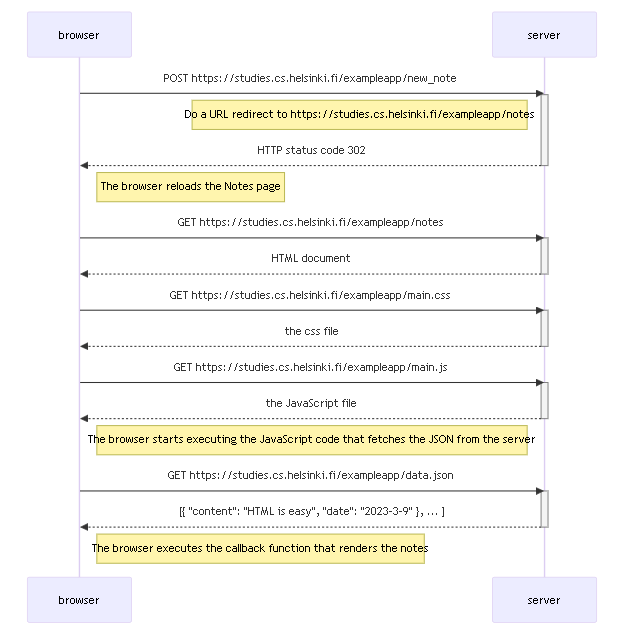 browser server
POST https://studies.cs.helsinki.fi/exampleapp/new_note
Do a URL redirect to https://studies.cs.helsinki.fi/exampleapp/notes
HTTP status code 302
The browser reloads the Notes page
GET https://studies.cs.helsinki.fi/exampleapp/notes
HTML document
GET https://studies.cs.helsinki.fi/exampleapp/main.css
the css file
GET https://studies.cs.helsinki.fi/exampleapp/main.js
the JavaScript file
The browser starts executing the JavaScript code that fetches the JSON from the server
GET https://studies.cs.helsinki.fi/exampleapp/data.json
[{ "content": "HTML is easy", "date": "2023-3-9" }, ... ]
The browser executes the callback function that renders the notes
browser server